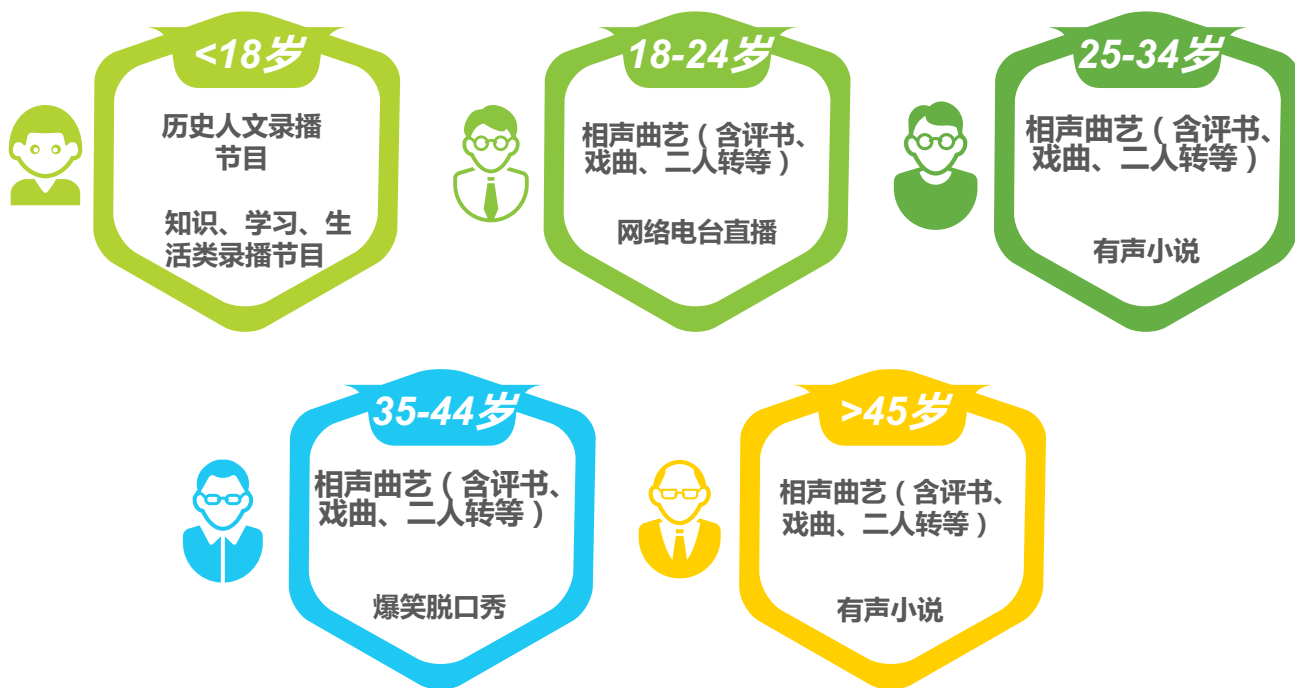 <18岁
历史人文录播
节目
知识、学习、生
活类录播节目
18-24岁
相声曲艺（含评书、
戏曲、二人转等）
网络电台直播
25-34岁
相声曲艺（含评书、
戏曲、二人转等）
有声小说
35-44岁
相声曲艺（含评书、
戏曲、二人转等）
爆笑脱口秀
>45岁
相声曲艺（含评书、
戏曲、二人转等）
有声小说